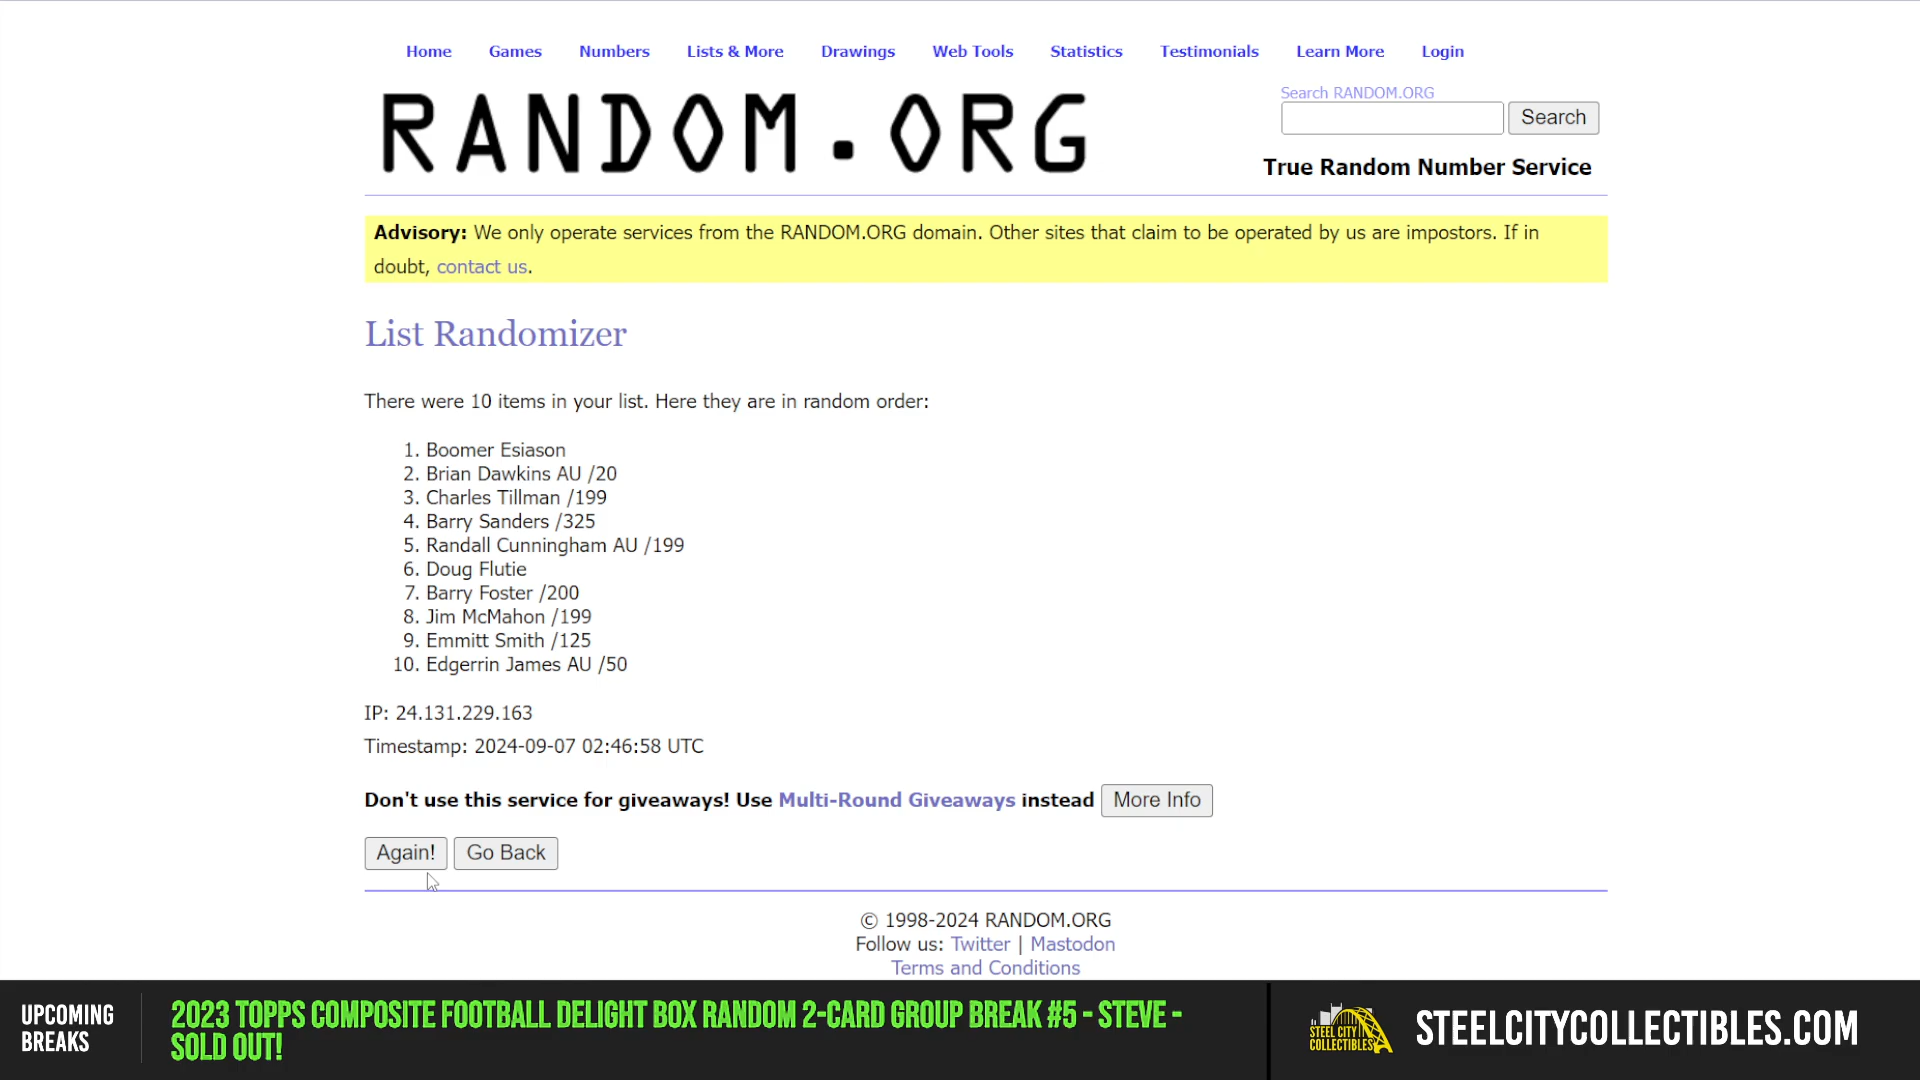 Home Games Numbers Lists & More Drawings Web Tools Statistics Testimonials Learn More Login
RANDOM.ORG
Search RANDOM.ORG
Search
True Random Number Service
Advisory: We only operate services from the RANDOM.ORG domain. Other sites that claim to be operated by us are impostors. If in
doubt, contact us.
List Randomizer
There were 10 items in your list. Here they are in random order:
1. Boomer Esiason
2. Brian Dawkins AU /20
3. Charles Tillman /199
4. Barry Sanders /325
5. Randall Cunningham AU /199
6. Doug Flutie
7. Barry Foster /200
8. Jim McMahon /199
9. Emmitt Smith /125
10. Edgerrin James AU /50
IP: 24.131.229.163
Timestamp: 2024-09-07 02:46:58 UTC
Don't use this service for giveaways! Use Multi-Round Giveaways instead More Info
Again! Go Back
© 1998-2024 RANDOM.ORG
Follow us: Twitter | Mastodon
Terms and Conditions
UPCOMING
BREAKS
2023 TOPPS COMPOSITE FOOTBALL DELIGHT BOX RANDOM 2-CARD GROUP BREAK #5 - STEVE -
SOLD OUT!
STEEL CITY
COLLECTIBLES
STEELCITYCOLLECTIBLES.COM